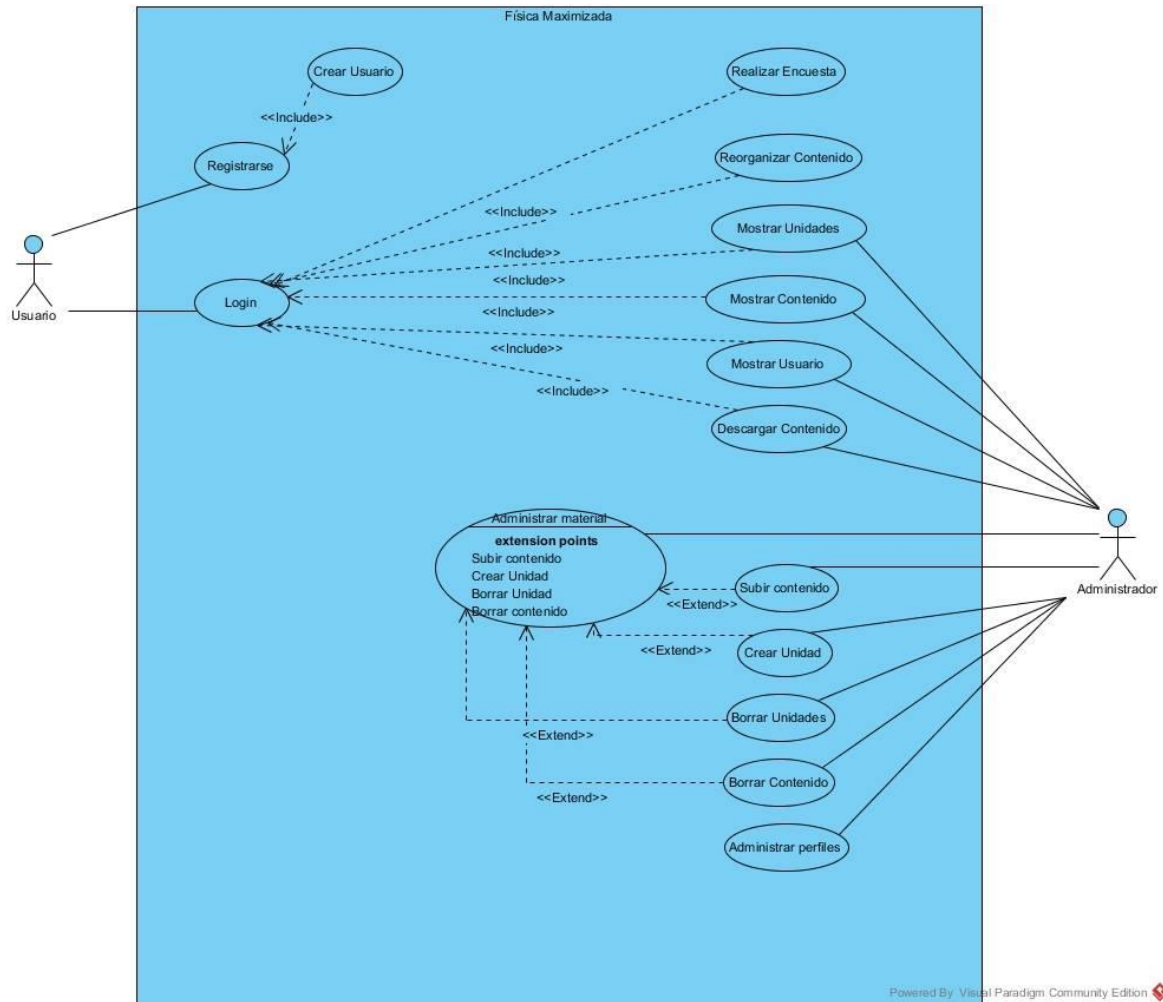 Física Maximizada
Crear Usuario
Realizar Encuesta
<<Include>>
Registrarse
Reorganizar Contenido
<<Include>>
Mostrar Unidades
<<Include>>
<<Include>>
Login
Mostrar Contenido
<<Include>>
Usuario
<<Include>>
Mostrar Usuario
<<Include>>
Descargar Contenido
Administrar material
extension points
Subir contenido
Crear Unidad
Borrar Unidad
Borrar contenido
Subir contenido
Administrador
<<Extend>>
Crear Unidad
<<Extend>>
Borrar Unidades
<<Extend>>
Borrar Contenido
<<Extend>>
Administrar perfiles
Powered By Visual Paradigm Community Edition